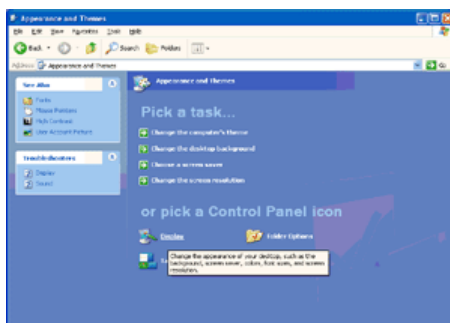 Appearance and Themes
File Edit View Favorites Tools Help
Back Search Folders
Address Appearance and Themes Go
See Also
Fonts
Mouse Pointers
High Contrast
User Account Picture
Troubleshooters
Display
Sound
Appearance and Themes
Pick a task...
Change the computer's theme
Change the desktop background
Choose a screen saver
Change the screen resolution
or pick a Control Panel icon
Display Folder Options
Change the appearance of your desktop, such as the
background, screen saver, colors, font sizes, and screen
resolution.